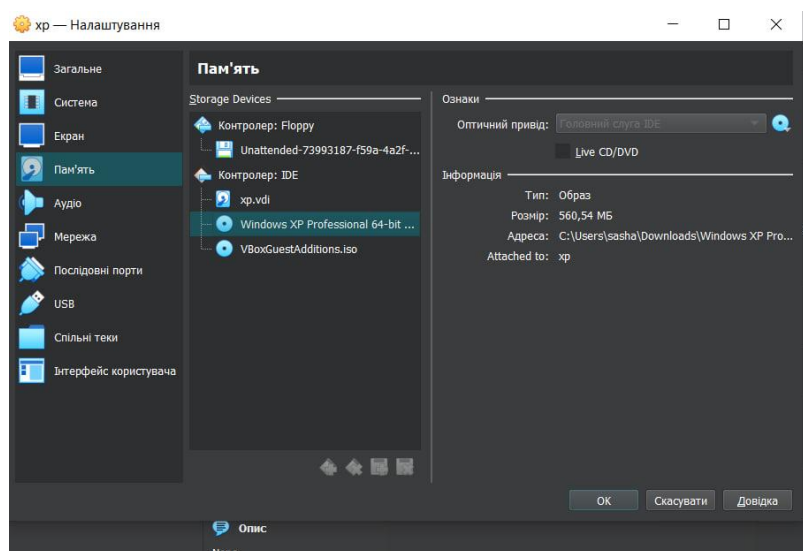 xp — Налаштування
Загальне
Система
Екран
Пам'ять
Аудіо
Мережа
Послідовні порти
USB
Спільні теки
Інтерфейс користувача
Пам'ять
Storage Devices
Контролер: Floppy
Unattended-73993187-f59a-4a2f-...
Контролер: IDE
xp.vdi
Windows XP Professional 64-bit ...
VBoxGuestAdditions.iso
Ознаки
Оптичний привід: Головний слуга IDE
Live CD/DVD
Інформація
Тип: Образ
Розмір: 560,54 МБ
Адреса: C:\Users\sasha\Downloads\Windows XP Pro...
Attached to: xp
OK Скасувати Довідка
Опис